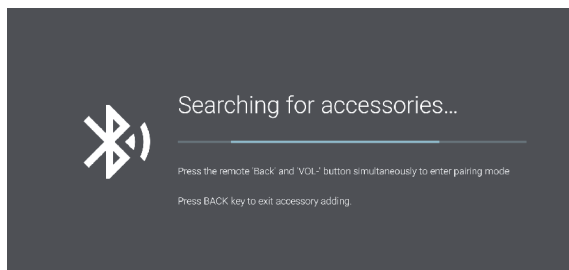 Searching for accessories...
Press the remote 'Back' and 'VOL-' button simultaneously to enter pairing mode
Press BACK key to exit accessory adding.